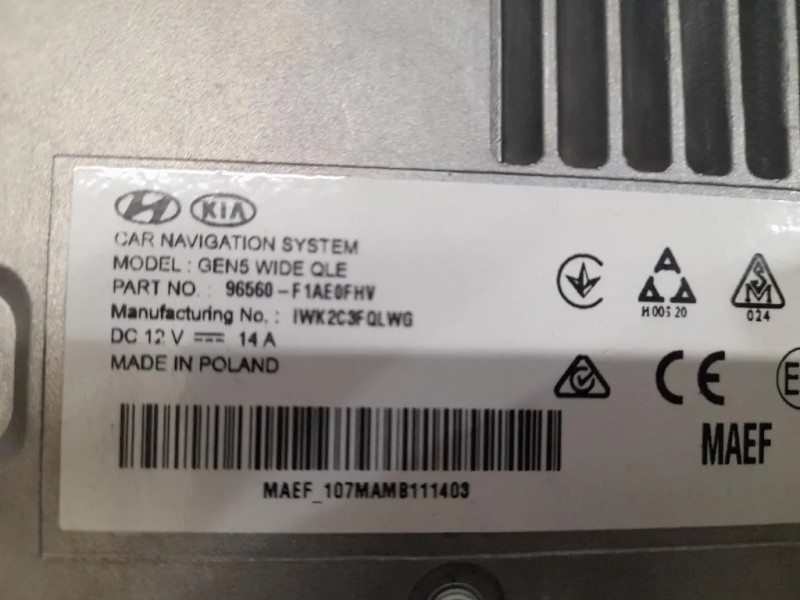 KIA
CAR NAVIGATION SYSTEM
MODEL : GEN5 WIDE QLE
PART NO. : 96560-F1AE0FHV
Manufacturing No. : IWK2C3FQLWG
DC 12 V 14 A
MADE IN POLAND
H 005 20
024
CE
E
MAEF
MAEF_107MAMB111403